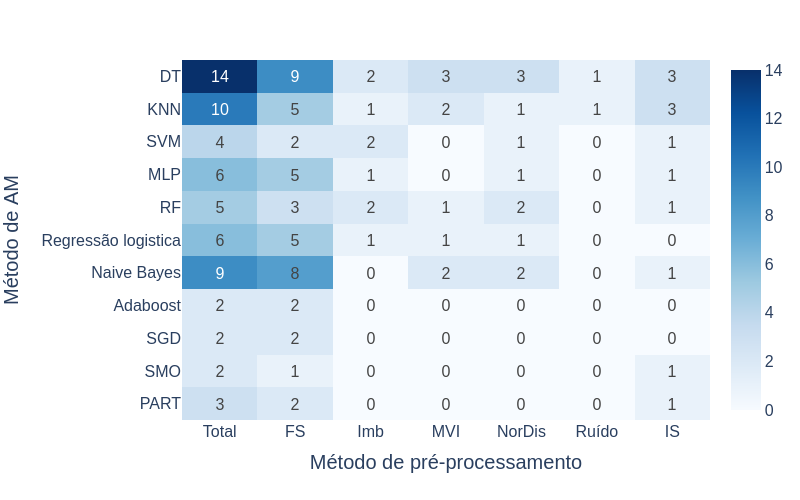 DT 14 9 2 3 3 1 3
KNN 10 5 1 2 1 1 3
SVM 4 2 2 0 1 0 1
MLP 6 5 1 0 1 0 1
RF 5 3 2 1 2 0 1
Regressão logistica 6 5 1 1 1 0 0
Naive Bayes 9 8 0 2 2 0 1
Adaboost 2 2 0 0 0 0 0
SGD 2 2 0 0 0 0 0
SMO 2 1 0 0 0 0 1
PART 3 2 0 0 0 0 1
Total FS Imb MVI NorDis Ruído IS
Método de pré-processamento
Método de AM
14
12
10
8
6
4
2
0